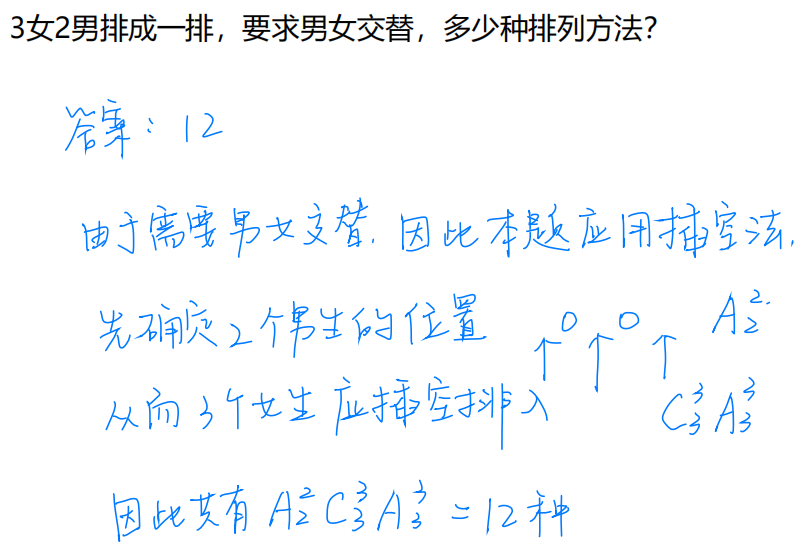 3女2男排成一排，要求男女交替，多少种排列方法？
答案：12
由于需要男女交替. 因此本题应用插空法.
先确定2个男生的位置 A₂².
从而3个女生应插空排入 C₃³A₃³
因此共有 A₂²C₃³A₃³ = 12种